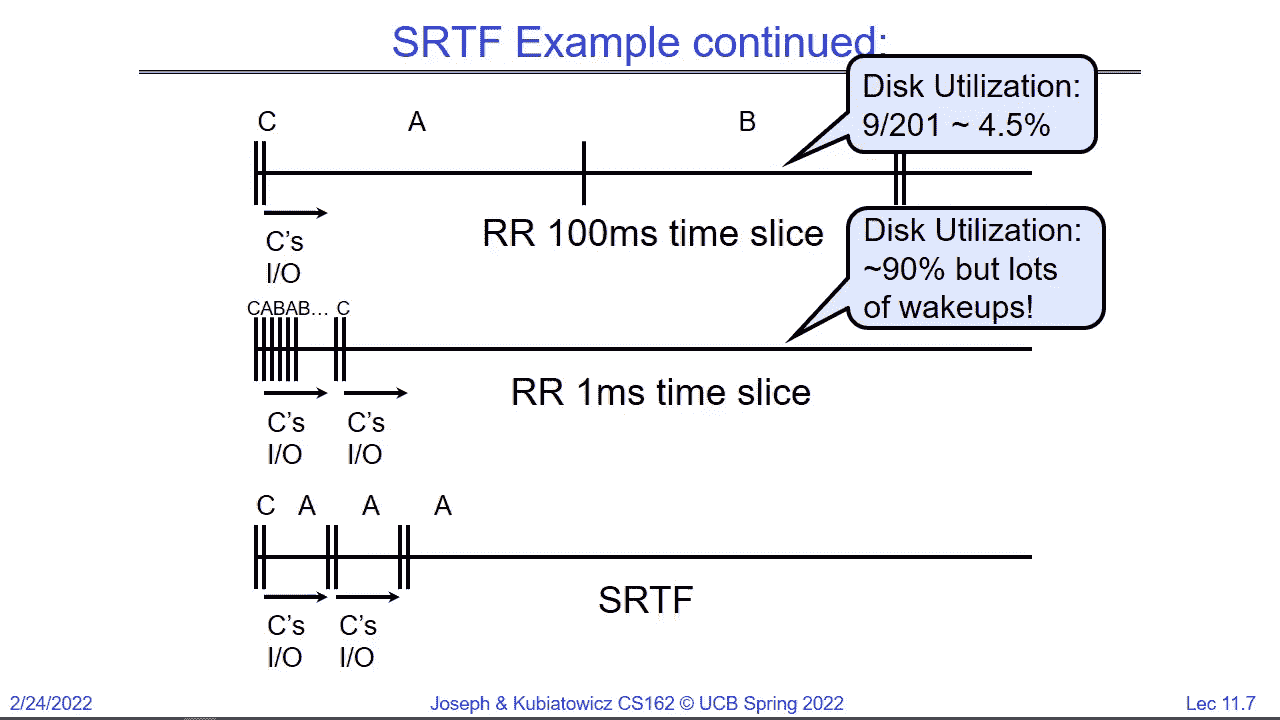 SRTF Example continued:
Disk Utilization:
9/201 ~ 4.5%
C A B
RR 100ms time slice
C's
I/O
Disk Utilization:
~90% but lots
of wakeups!
CABAB... C
RR 1ms time slice
C's C's
I/O I/O
C A A A
SRTF
C's C's
I/O I/O
2/24/2022 Joseph & Kubiatowicz CS162 © UCB Spring 2022 Lec 11.7